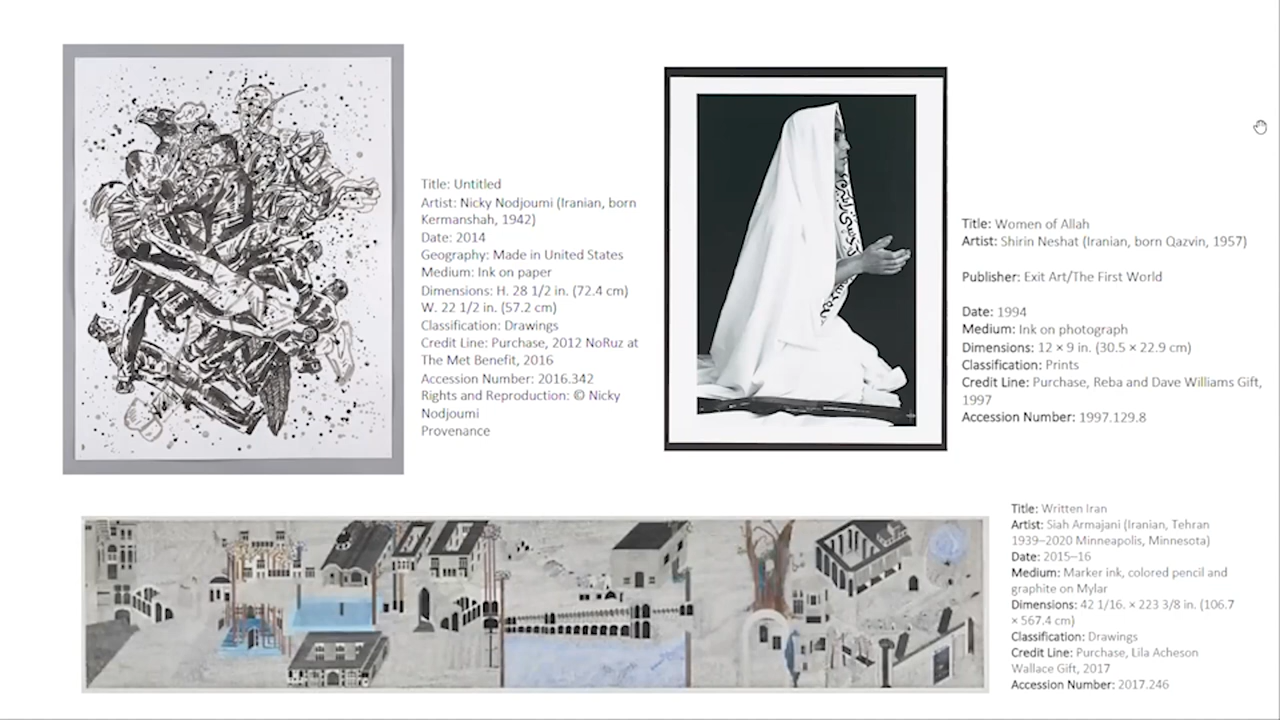 Title: Untitled
Artist: Nicky Nodjoumi (Iranian, born
Kermanshah, 1942)
Date: 2014
Geography: Made in United States
Medium: Ink on paper
Dimensions: H. 28 1/2 in. (72.4 cm)
W. 22 1/2 in. (57.2 cm)
Classification: Drawings
Credit Line: Purchase, 2012 NoRuz at
The Met Benefit, 2016
Accession Number: 2016.342
Rights and Reproduction: © Nicky
Nodjoumi
Provenance
Title: Women of Allah
Artist: Shirin Neshat (Iranian, born Qazvin, 1957)
Publisher: Exit Art/The First World
Date: 1994
Medium: Ink on photograph
Dimensions: 12 × 9 in. (30.5 × 22.9 cm)
Classification: Prints
Credit Line: Purchase, Reba and Dave Williams Gift,
1997
Accession Number: 1997.129.8
Title: Written Iran
Artist: Siah Armajani (Iranian, Tehran
1939–2020 Minneapolis, Minnesota)
Date: 2015–16
Medium: Marker ink, colored pencil and
graphite on Mylar
Dimensions: 42 1/16. × 223 3/8 in. (106.7
× 567.4 cm)
Classification: Drawings
Credit Line: Purchase, Lila Acheson
Wallace Gift, 2017
Accession Number: 2017.246